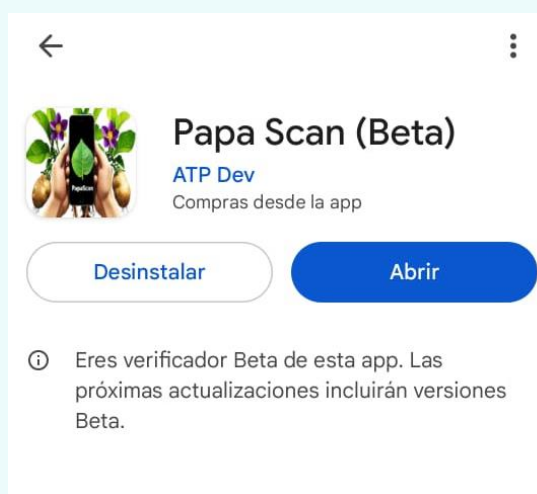 Papa Scan (Beta)
ATP Dev
Compras desde la app
PapaScan
Desinstalar
Abrir
Eres verificador Beta de esta app. Las
próximas actualizaciones incluirán versiones
Beta.